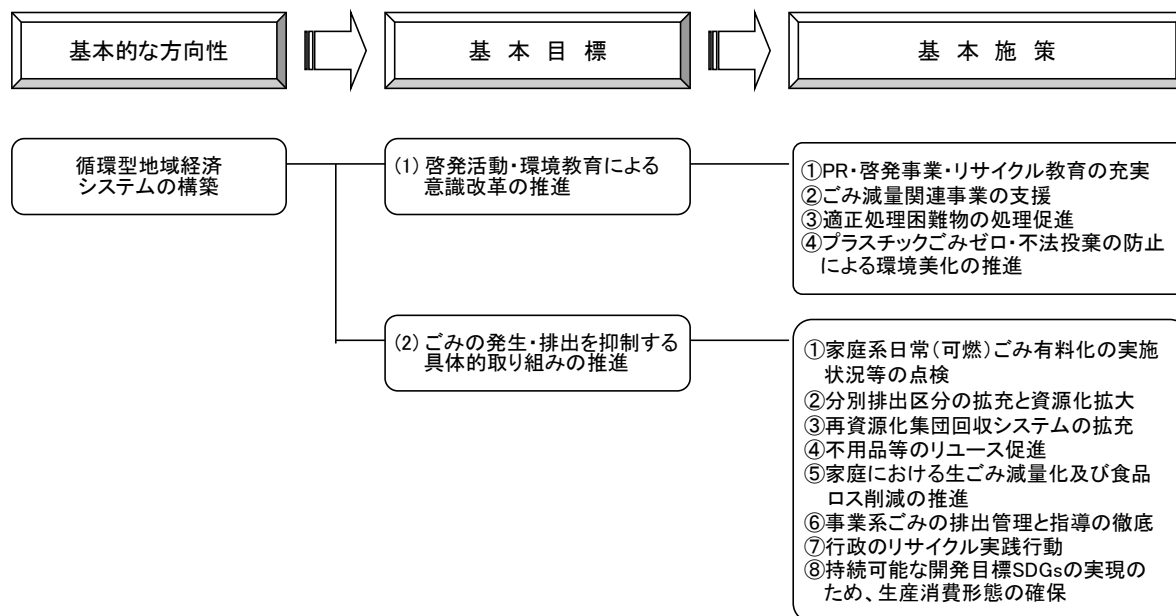 基本的な方向性
基 本 目 標
基 本 施 策
循環型地域経済
システムの構築
(1) 啓発活動・環境教育による
意識改革の推進
①PR・啓発事業・リサイクル教育の充実
②ごみ減量関連事業の支援
③適正処理困難物の処理促進
④プラスチックごみゼロ・不法投棄の防止
による環境美化の推進
(2) ごみの発生・排出を抑制する
具体的取り組みの推進
①家庭系日常(可燃)ごみ有料化の実施
状況等の点検
②分別排出区分の拡充と資源化拡大
③再資源化集団回収システムの拡充
④不用品等のリユース促進
⑤家庭における生ごみ減量化及び食品
ロス削減の推進
⑥事業系ごみの排出管理と指導の徹底
⑦行政のリサイクル実践行動
⑧持続可能な開発目標SDGsの実現の
ため、生産消費形態の確保